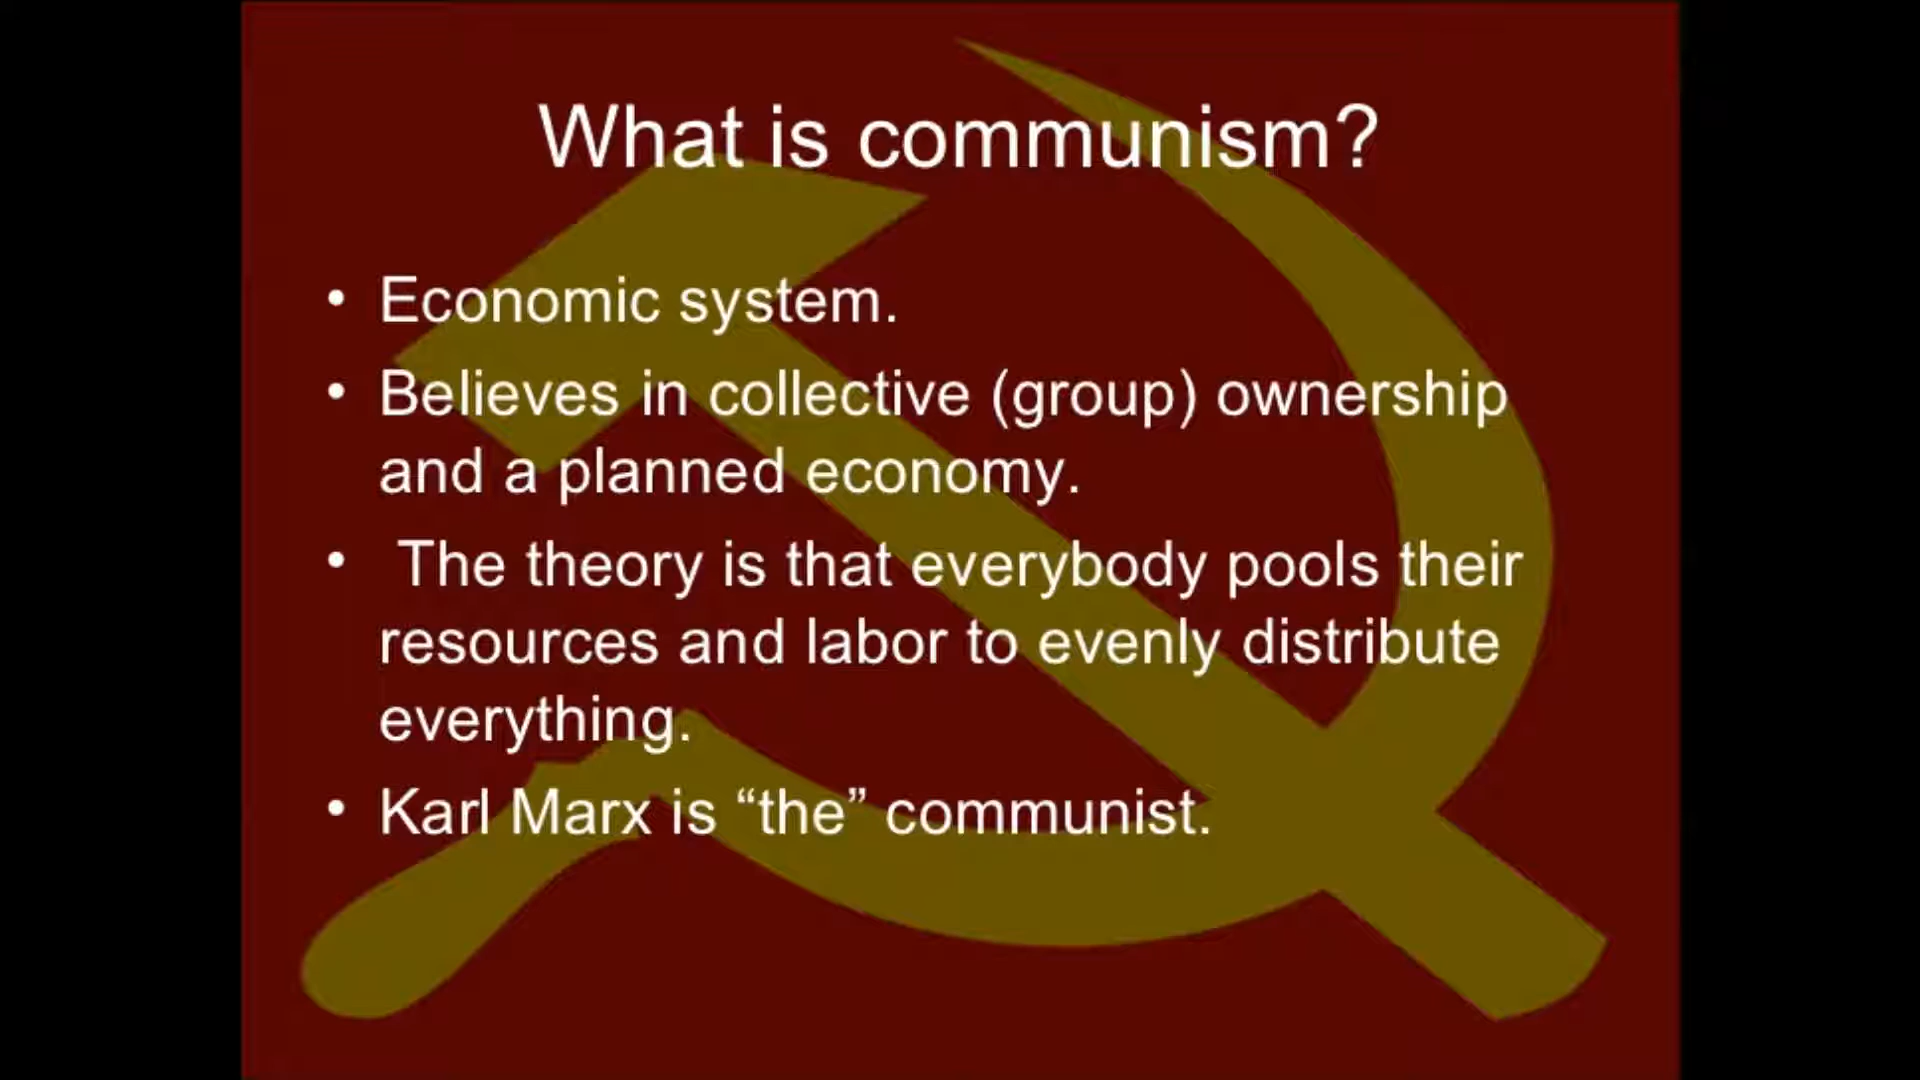 What is communism?
• Economic system.
• Believes in collective (group) ownership
and a planned economy.
• The theory is that everybody pools their
resources and labor to evenly distribute
everything.
• Karl Marx is “the” communist.